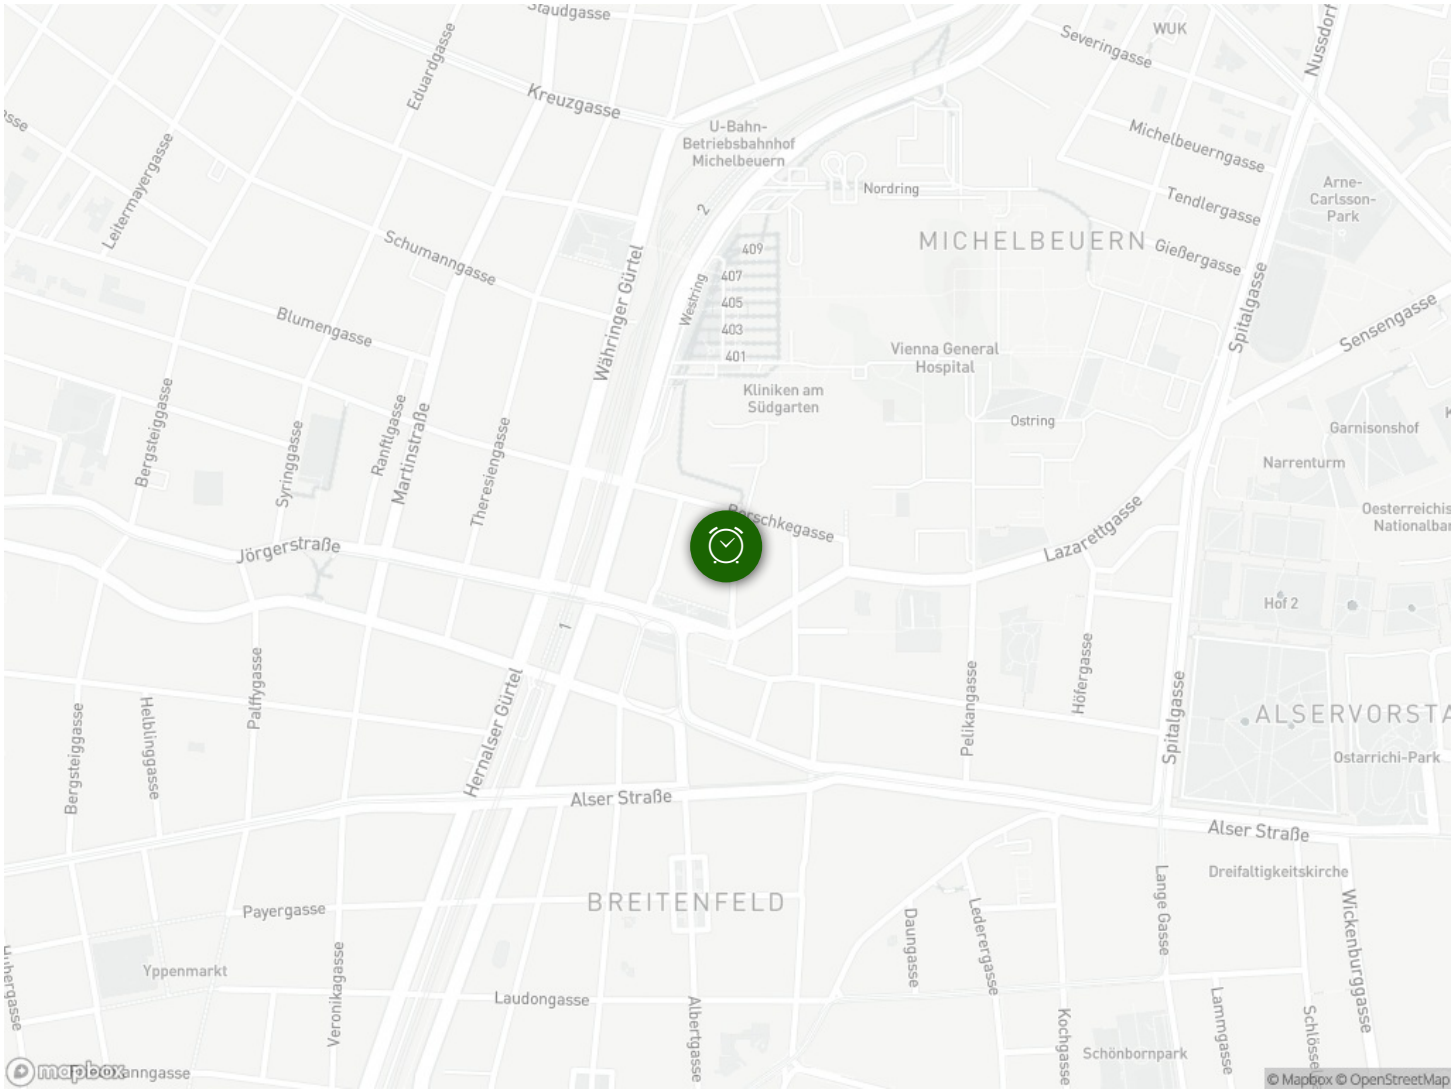 Staudgasse
WUK
Severingasse
Nussdorf
Eduardgasse
Kreuzgasse
U-Bahn-
Betriebsbahnhof
Michelbeuern
Michelbeuerngasse
Leitermayergasse
Nordring
Arne-
Carlsson-
Park
Tendlergasse
2
MICHELBEUERN
Schumanngasse
409
Gießergasse
407
Westring
405
Währinger Gürtel
Spitalgasse
Blumengasse
403
Sensengasse
401
Vienna General
Hospital
Kliniken am
Südgarten
Bergsteiggasse
Ranftlgasse
Martinstraße
Ostring
Garnisonshof
Syringgasse
Theresiengasse
Narrenturm
Lazarettgasse
Oesterreichis
Nationalba
Jörgerstraße
Hof 2
1
Höfergasse
Palffygasse
Hernalser Gürtel
Pelikangasse
Spitalgasse
Helblinggasse
Bergsteiggasse
ALSERVORSTA
Ostarrichi-Park
Alser Straße
Alser Straße
Dreifaltigkeitskirche
Lange Gasse
BREITENFELD
Payergasse
Daungasse
Lederergasse
Wickenburggasse
Yppenmarkt
Veronikagasse
Laudongasse
Albertgasse
Kochgasse
Lammgasse
Schönbornpark
mapbox
© Mapbox © OpenStreetMap